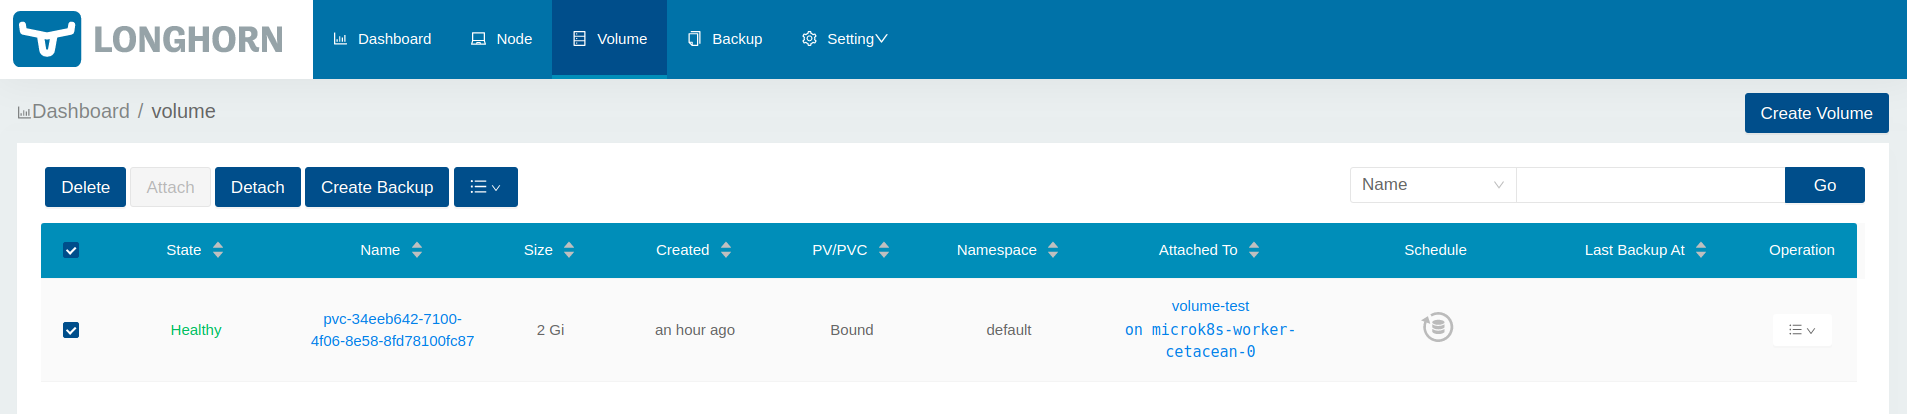 LONGHORN
Dashboard Node Volume Backup Setting
Dashboard / volume
Create Volume
Delete Attach Detach Create Backup
Name Go
State Name Size Created PV/PVC Namespace Attached To Schedule Last Backup At Operation
Healthy
pvc-34eeb642-7100-
4f06-8e58-8fd78100fc87
2 Gi
an hour ago
Bound
default
volume-test
on microk8s-worker-
cetacean-0